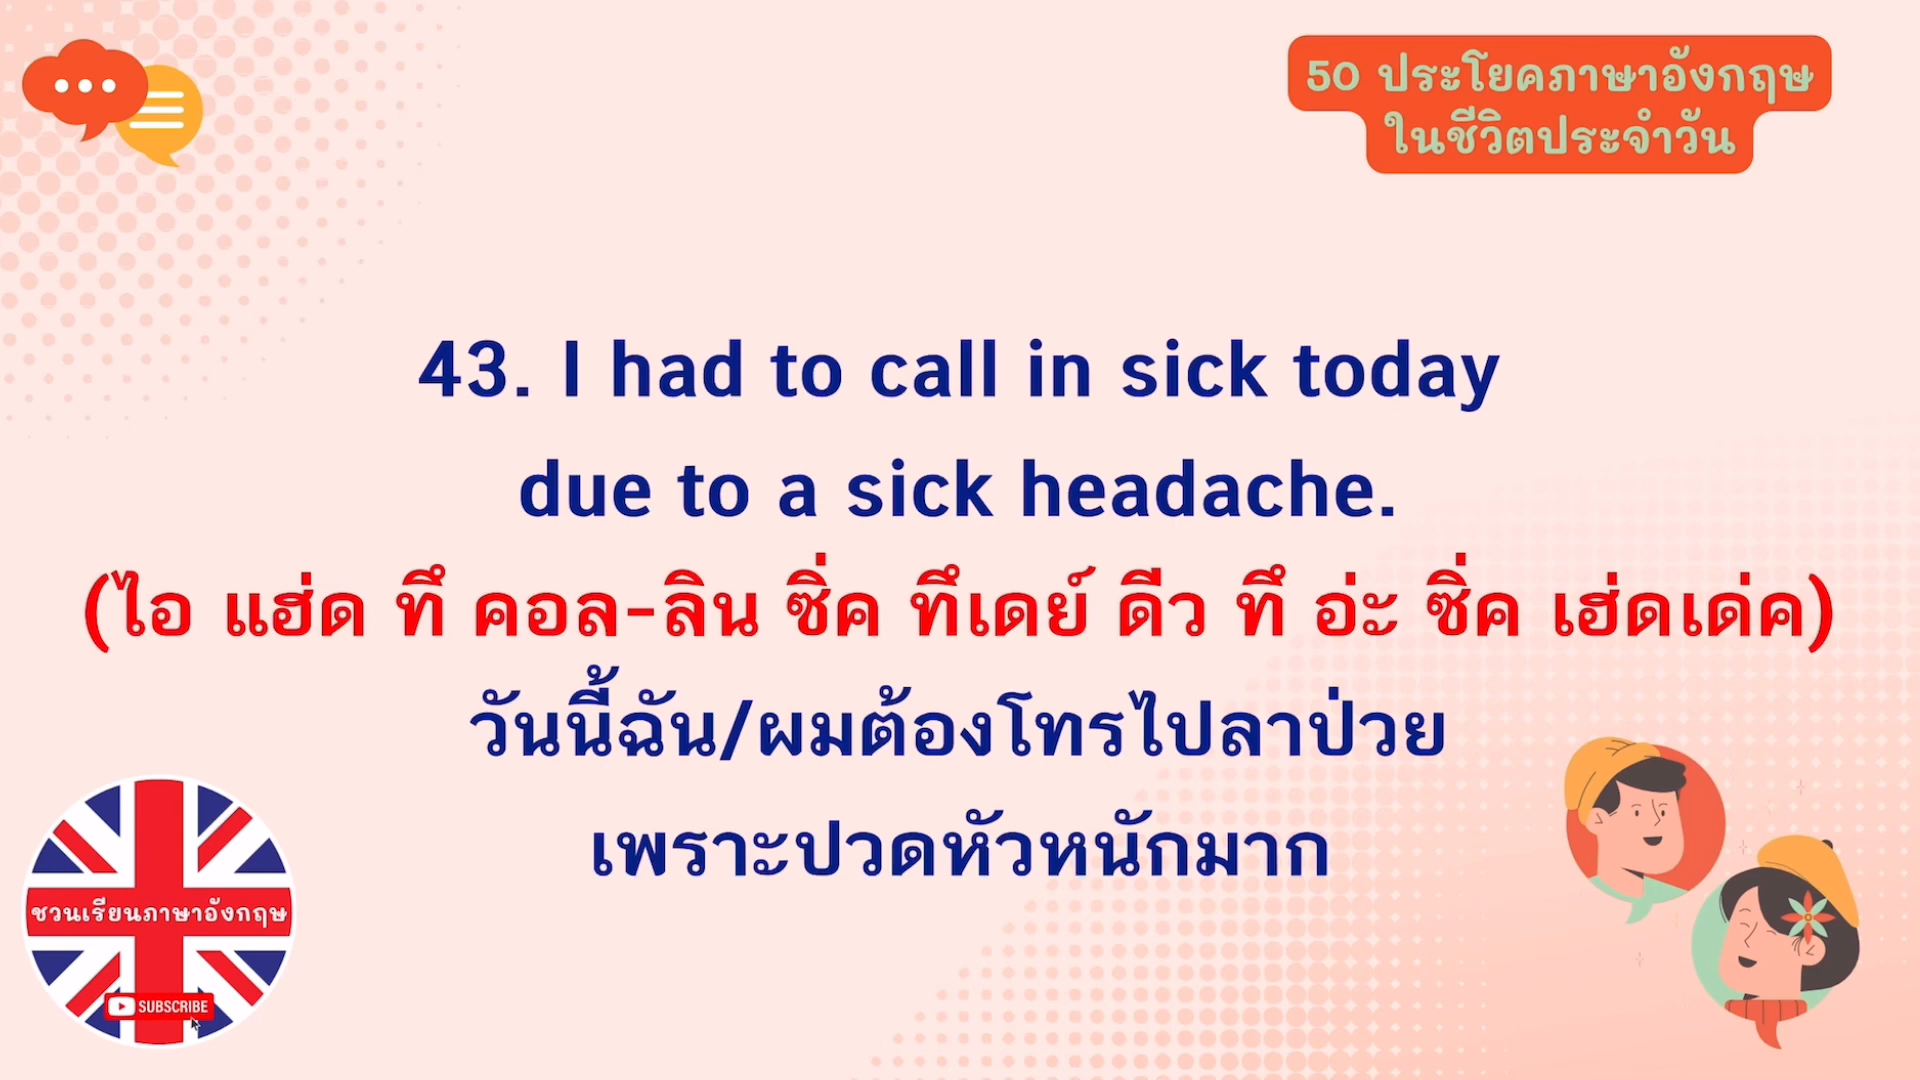 50 ประโยคภาษาอังกฤษ
ในชีวิตประจำวัน
43. I had to call in sick today
due to a sick headache.
(ไอ แฮ่ด ทึ คอล-ลิน ซิ่ค ทึเดย์ ดีว ทึ อ่ะ ซิ่ค เฮ่ดเด่ค)
วันนี้ฉัน/ผมต้องโทรไปลาป่วย
เพราะปวดหัวหนักมาก
ชวนเรียนภาษาอังกฤษ
SUBSCRIBE